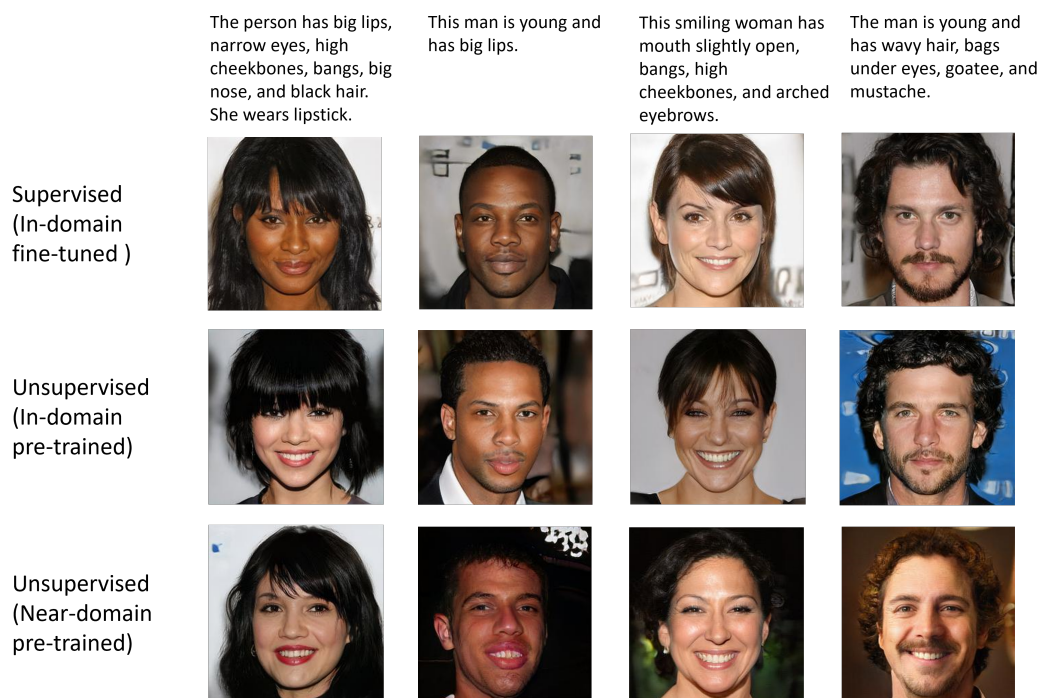 The person has big lips,
narrow eyes, high
cheekbones, bangs, big
nose, and black hair.
She wears lipstick.
This man is young and
has big lips.
This smiling woman has
mouth slightly open,
bangs, high
cheekbones, and arched
eyebrows.
The man is young and
has wavy hair, bags
under eyes, goatee, and
mustache.
Supervised
(In-domain
fine-tuned )
Unsupervised
(In-domain
pre-trained)
Unsupervised
(Near-domain
pre-trained)